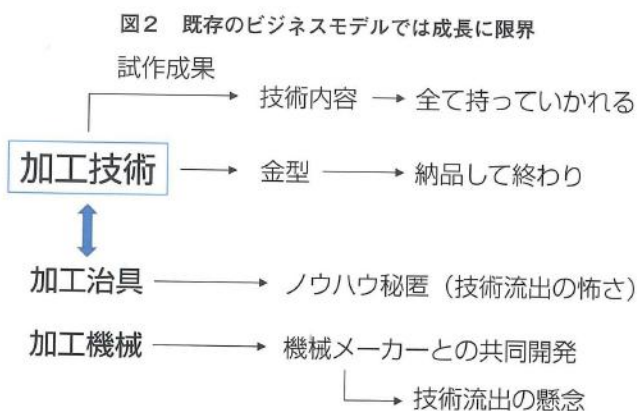 図2 既存のビジネスモデルでは成長に限界
試作成果
技術内容 全て持っていかれる
加工技術 金型 納品して終わり
加工治具 ノウハウ秘匿（技術流出の怖さ）
加工機械 機械メーカーとの共同開発
技術流出の懸念